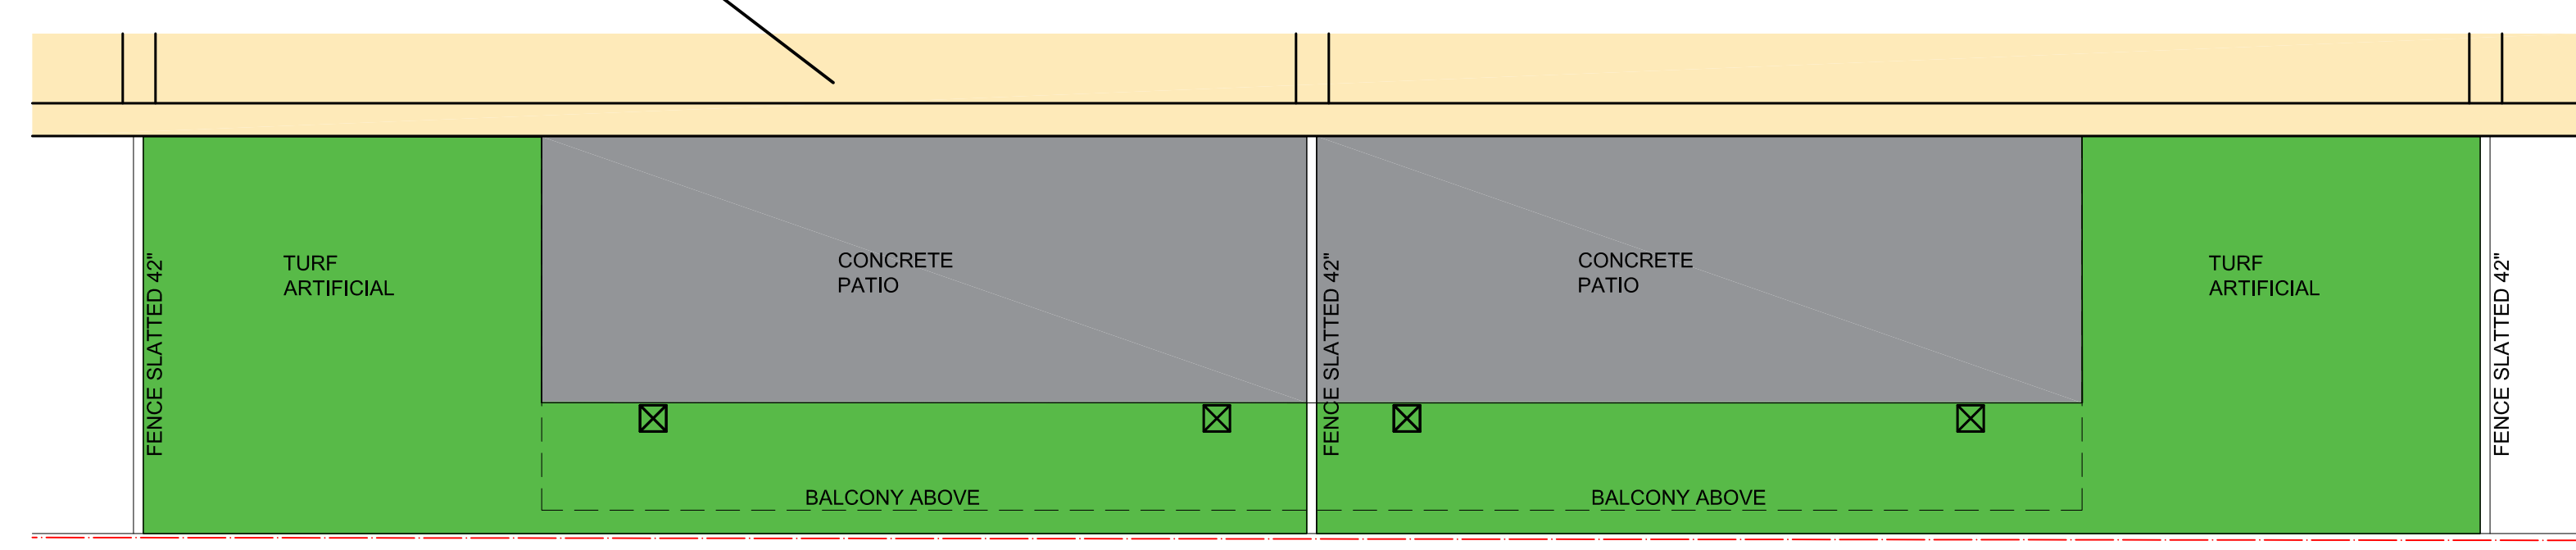 FENCE SLATTED 42"
TURF
ARTIFICIAL
CONCRETE
PATIO
BALCONY ABOVE
FENCE SLATTED 42"
CONCRETE
PATIO
BALCONY ABOVE
TURF
ARTIFICIAL
FENCE SLATTED 42"